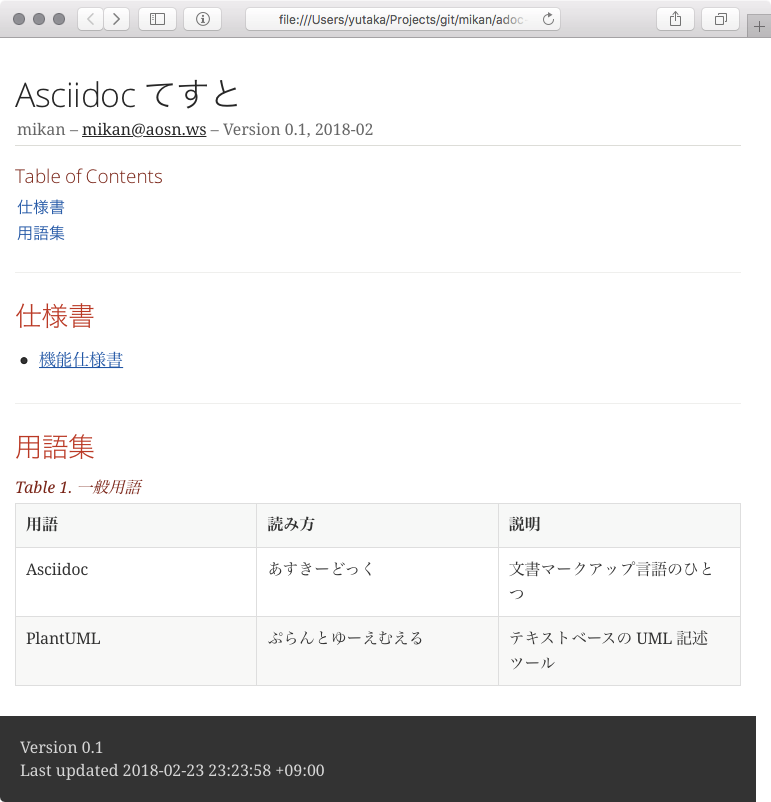 file:///Users/yutaka/Projects/git/mikan/adoc
Asciidoc てすと
mikan – mikan@aosn.ws – Version 0.1, 2018-02
Table of Contents
仕様書
用語集
仕様書
• 機能仕様書
用語集
Table 1. 一般用語
用語 読み方 説明
Asciidoc あすきーどっく 文書マークアップ言語のひと
つ
PlantUML ぷらんとゆーえむえる テキストベースの UML 記述
ツール
Version 0.1
Last updated 2018-02-23 23:23:58 +09:00